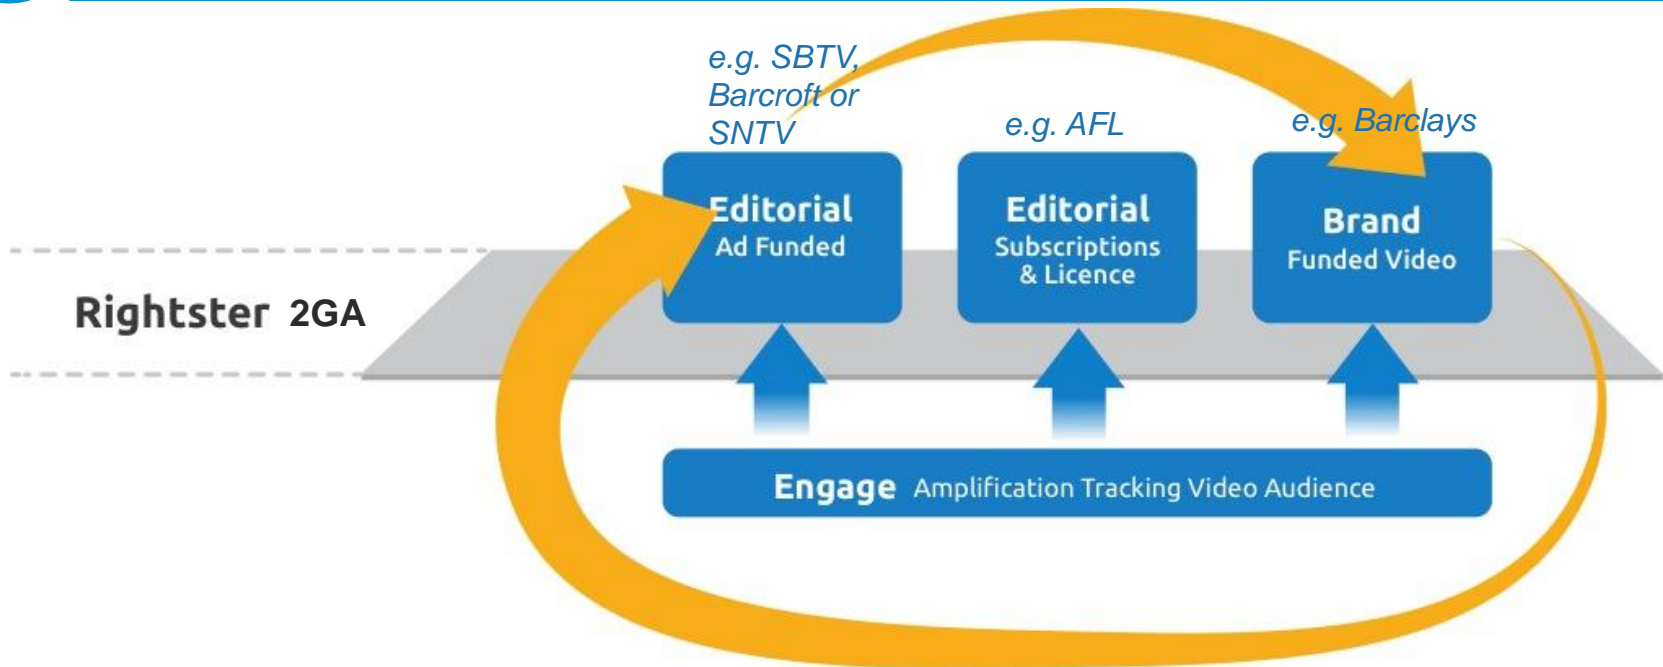 e.g. SBTV,
Barcroft or
SNTV
e.g. AFL
e.g. Barclays
Editorial
Ad Funded
Editorial
Subscriptions
& Licence
Brand
Funded Video
Rightster 2GA
Engage Amplification Tracking Video Audience